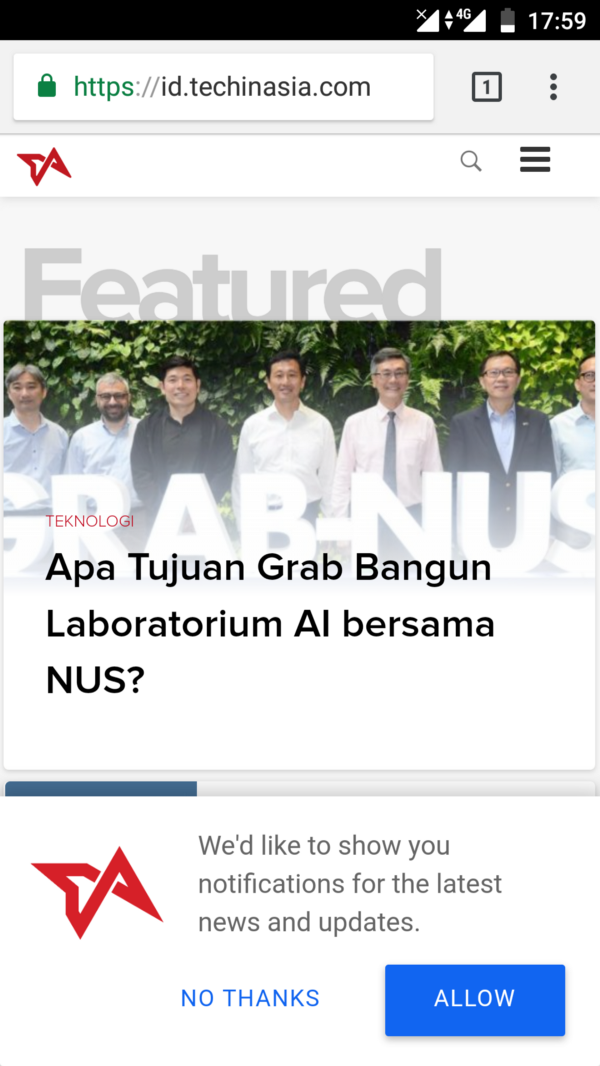 4G 17:59
https://id.techinasia.com
1
Featured
GRAB-NUS
TEKNOLOGI
Apa Tujuan Grab Bangun
Laboratorium AI bersama
NUS?
We'd like to show you
notifications for the latest
news and updates.
NO THANKS
ALLOW